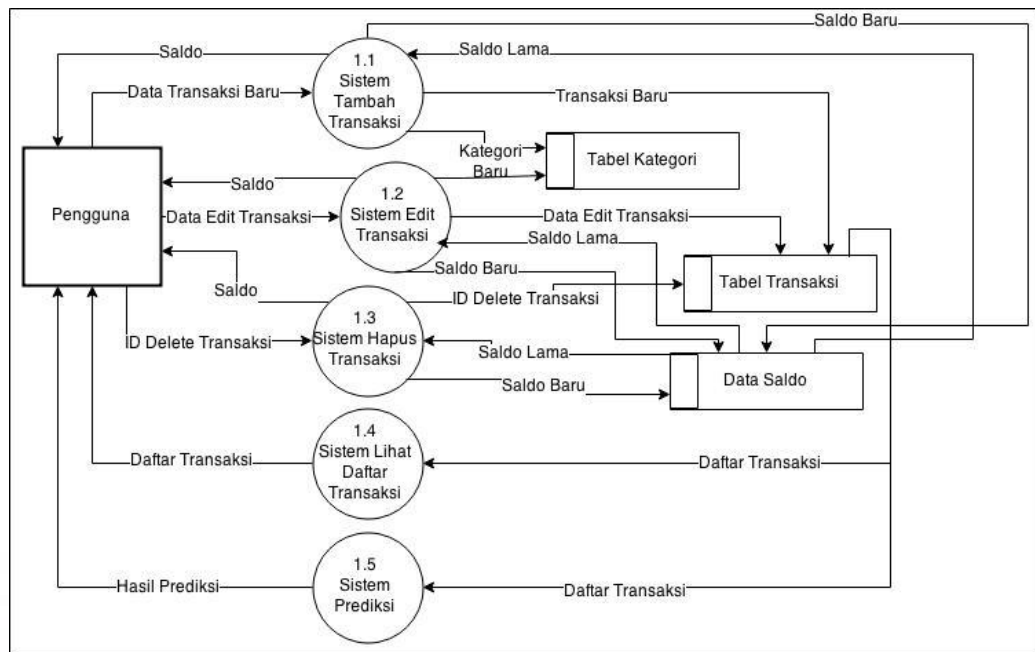 Saldo Baru
Saldo
1.1
Sistem
Tambah
Transaksi
Saldo Lama
Data Transaksi Baru
Transaksi Baru
Kategori
Baru
Tabel Kategori
Pengguna
Saldo
1.2
Sistem Edit
Transaksi
Data Edit Transaksi
Data Edit Transaksi
Saldo Lama
Saldo Baru
Tabel Transaksi
Saldo
1.3
Sistem Hapus
Transaksi
ID Delete Transaksi
ID Delete Transaksi
Saldo Lama
Saldo Baru
Data Saldo
1.4
Sistem Lihat
Daftar
Transaksi
Daftar Transaksi
Daftar Transaksi
1.5
Sistem
Prediksi
Hasil Prediksi
Daftar Transaksi